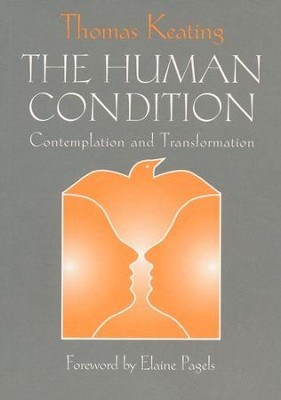 Thomas Keating
THE HUMAN
CONDITION
Contemplation and Transformation
Foreword by Elaine Pagels